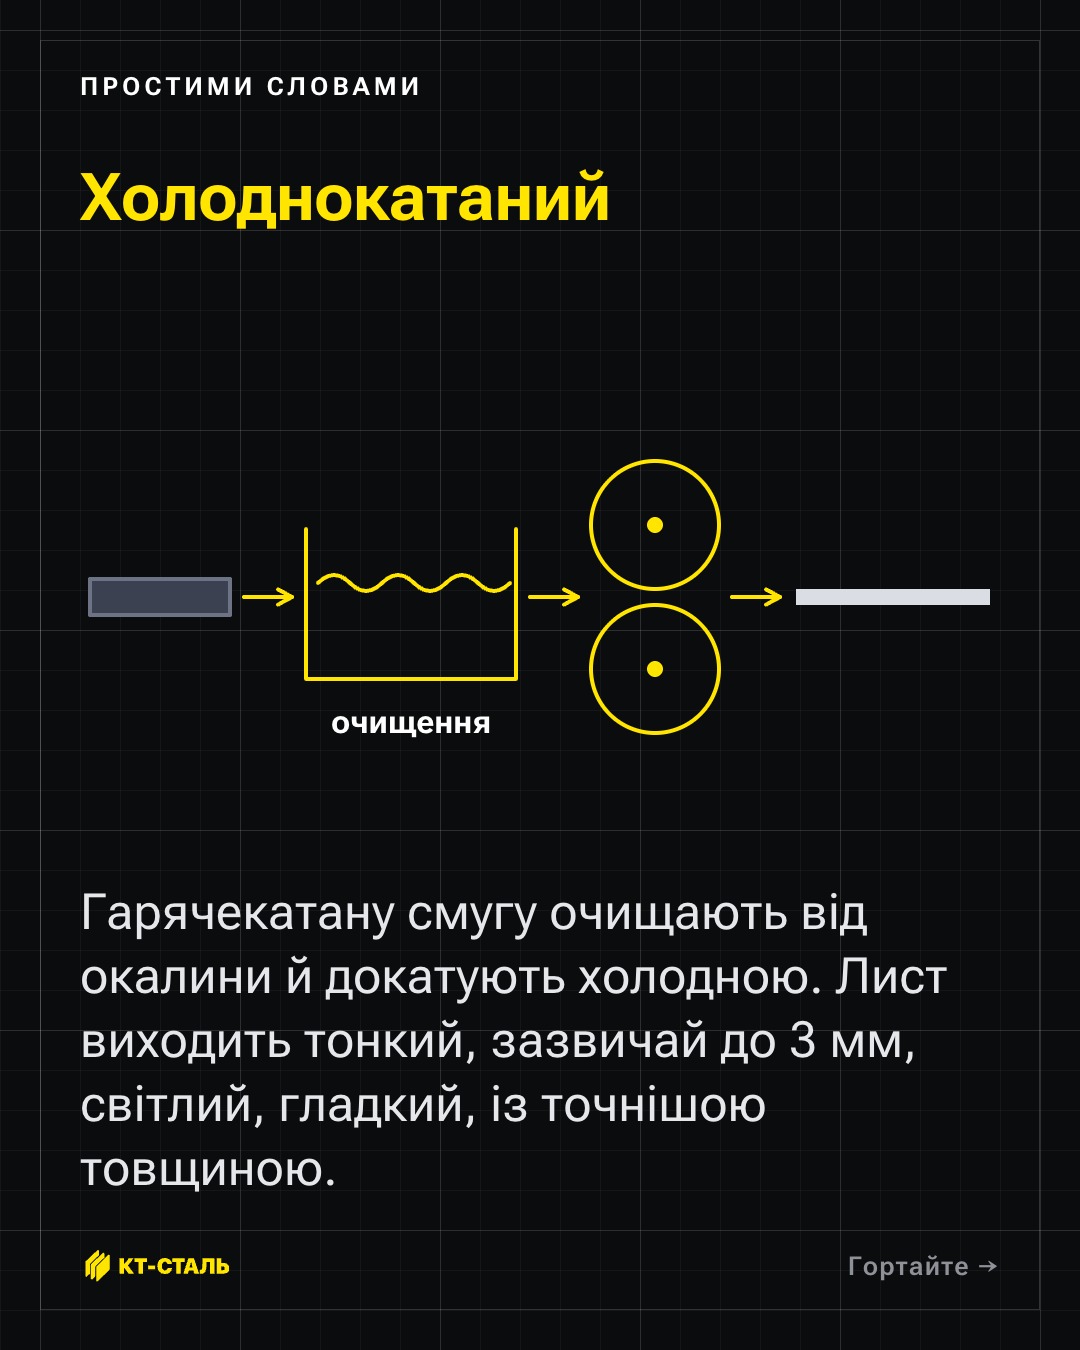 ПРОСТИМИ СЛОВАМИ
Холоднокатаний
очищення
Гарячекатану смугу очищають від
окалини й докатують холодною. Лист
виходить тонкий, зазвичай до 3 мм,
світлий, гладкий, із точнішою
товщиною.
КТ-СТАЛЬ
Гортайте →